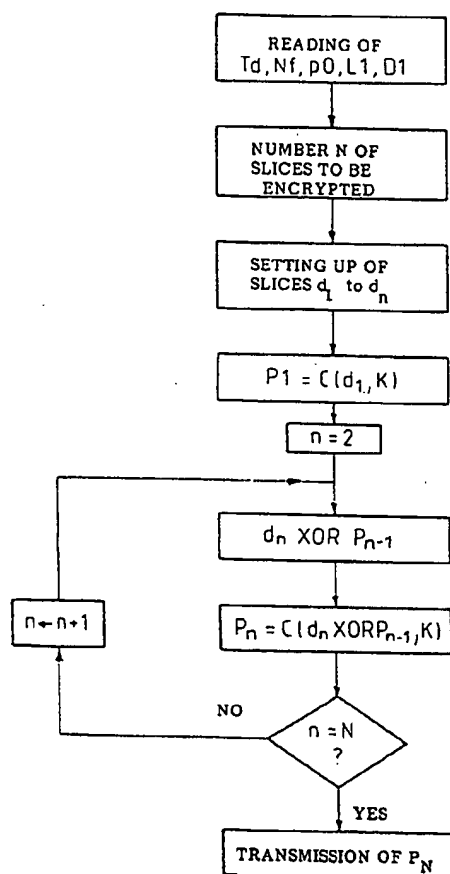 READING OF
Td, Nf, p0, L1, D1
NUMBER N OF
SLICES TO BE
ENCRYPTED
SETTING UP OF
SLICES d1 to dn
P1 = C(d1., K)
n = 2
dn XOR Pn-1
n←n+1
Pn = C(dn XORPn-1, K)
NO
n = N
?
YES
TRANSMISSION OF PN